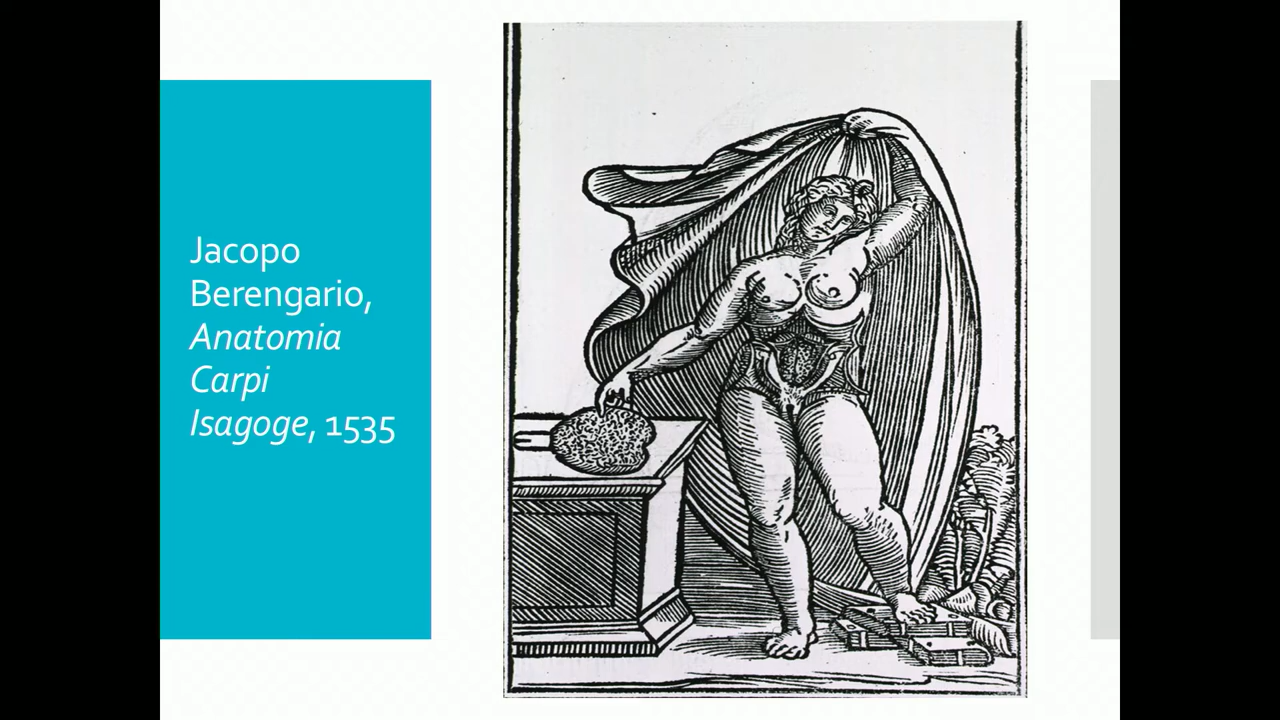 Jacopo
Berengario,
Anatomia
Carpi
Isagoge, 1535